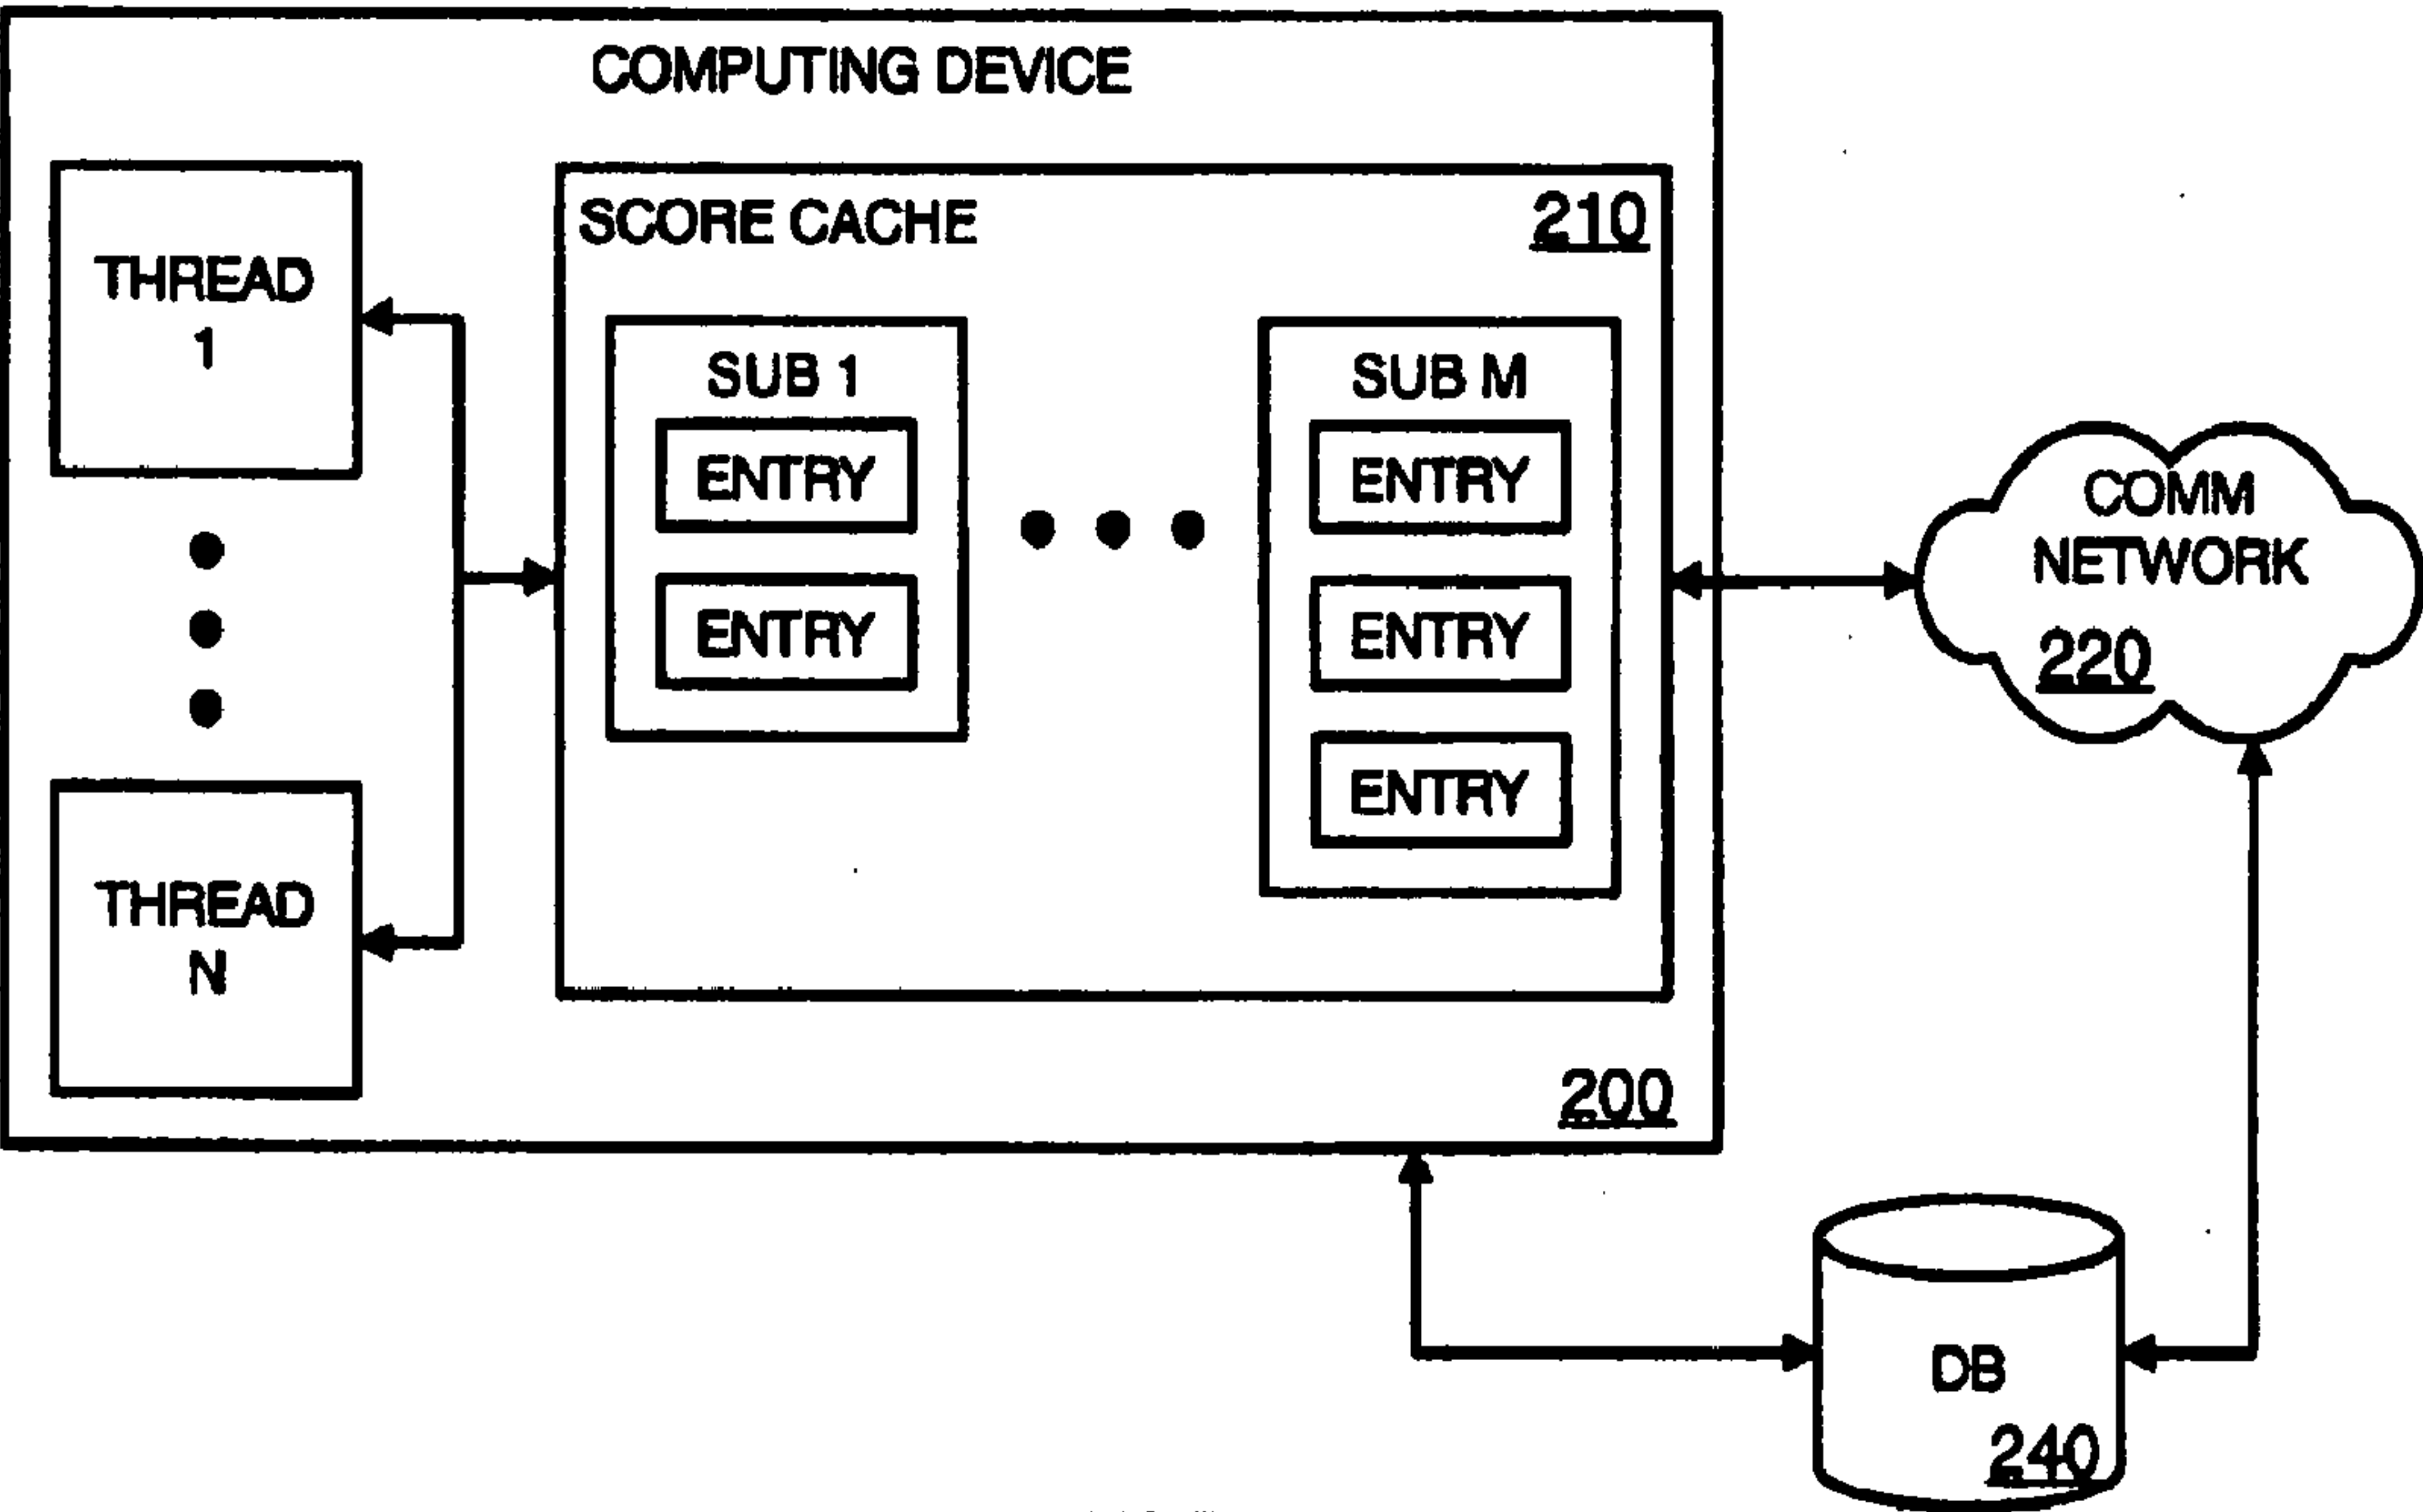 COMPUTING DEVICE
THREAD
1
THREAD
N
SCORE CACHE
210
SUB 1
ENTRY
ENTRY
SUB M
ENTRY
ENTRY
ENTRY
200
COMM
NETWORK
220
DB
240